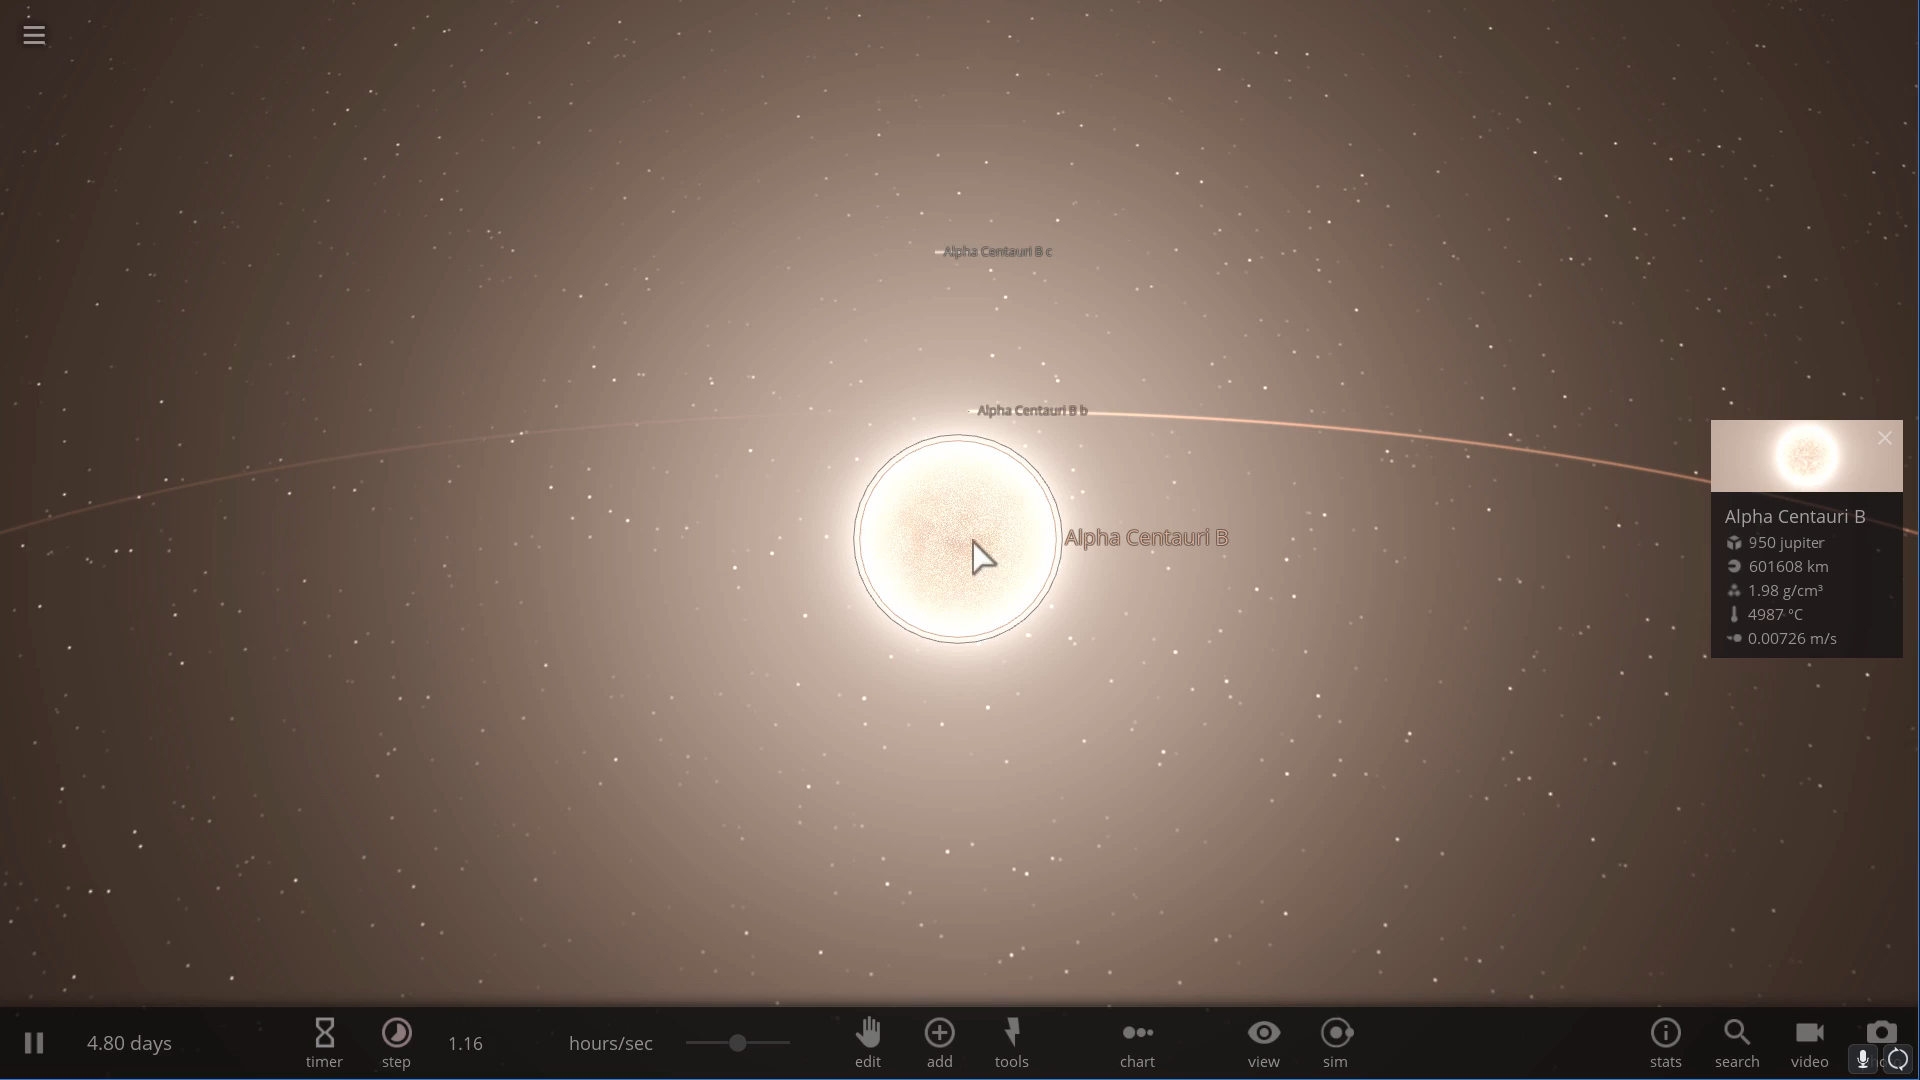 Alpha Centauri B c
Alpha Centauri B b
Alpha Centauri B
Alpha Centauri B
950 jupiter
601608 km
1.98 g/cm³
4987 °C
0.00726 m/s
4.80 days
timer
step
1.16
hours/sec
edit
add
tools
chart
view
sim
stats
search
video